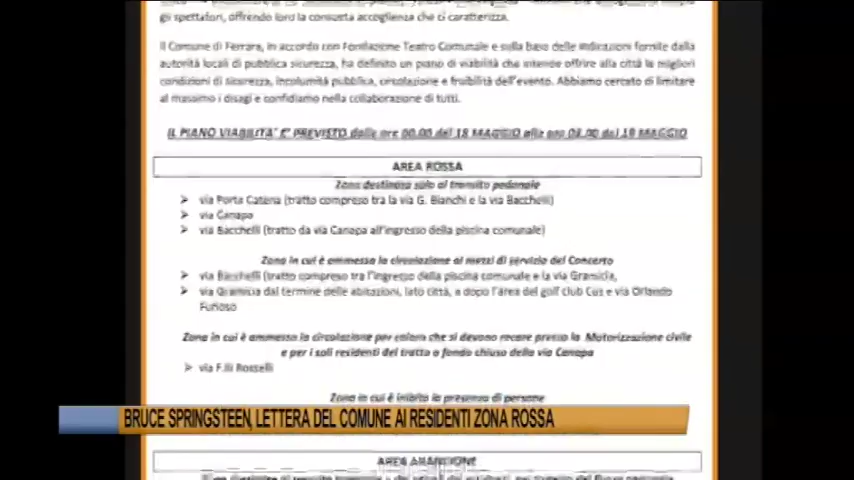 gli spettatori, offrendo loro la consueta accoglienza che ci caratterizza.
Il Comune di Ferrara, in accordo con Fondazione Teatro Comunale e sulla base delle indicazioni fornite dalla
autorità locali di pubblica sicurezza, ha definito un piano di viabilità che intende offrire alla città le migliori
condizioni di sicurezza, incolumità pubblica, circolazione e fruibilità dell'evento. Abbiamo cercato di limitare
al massimo i disagi e confidiamo nella collaborazione di tutti.
IL PIANO VIABILITA' E' PREVISTO dalle ore 00.00 del 18 MAGGIO alle ore 08.00 del 19 MAGGIO
AREA ROSSA
Zona destinata solo al transito pedonale
➢ via Porta Catena (tratto compreso tra la via G. Bianchi e la via Bacchelli)
➢ via Canapa
➢ via Bacchelli (tratto da via Canapa all'ingresso della piscina comunale)
Zona in cui è ammessa la circolazione ai mezzi di servizio del Concerto
➢ via Bacchelli (tratto compreso tra l'ingresso della piscina comunale e la via Gramicia,
➢ via Gramicia dal termine delle abitazioni, lato città, a dopo l'area del golf club Cus e via Orlando
Furioso
Zona in cui è ammessa la circolazione per coloro che si devono recare presso la Motorizzazione civile
e per i soli residenti del tratto a fondo chiuso della via Canapa
➢ via F.lli Rosselli
Zona in cui è inibita la presenza di persone
BRUCE SPRINGSTEEN, LETTERA DEL COMUNE AI RESIDENTI ZONA ROSSA
AREA ARANCIONE